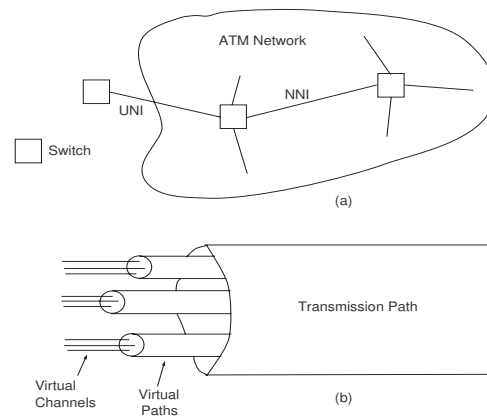 ATM Network
UNI
NNI
Switch
(a)
Transmission Path
Virtual
Channels
Virtual
Paths
(b)